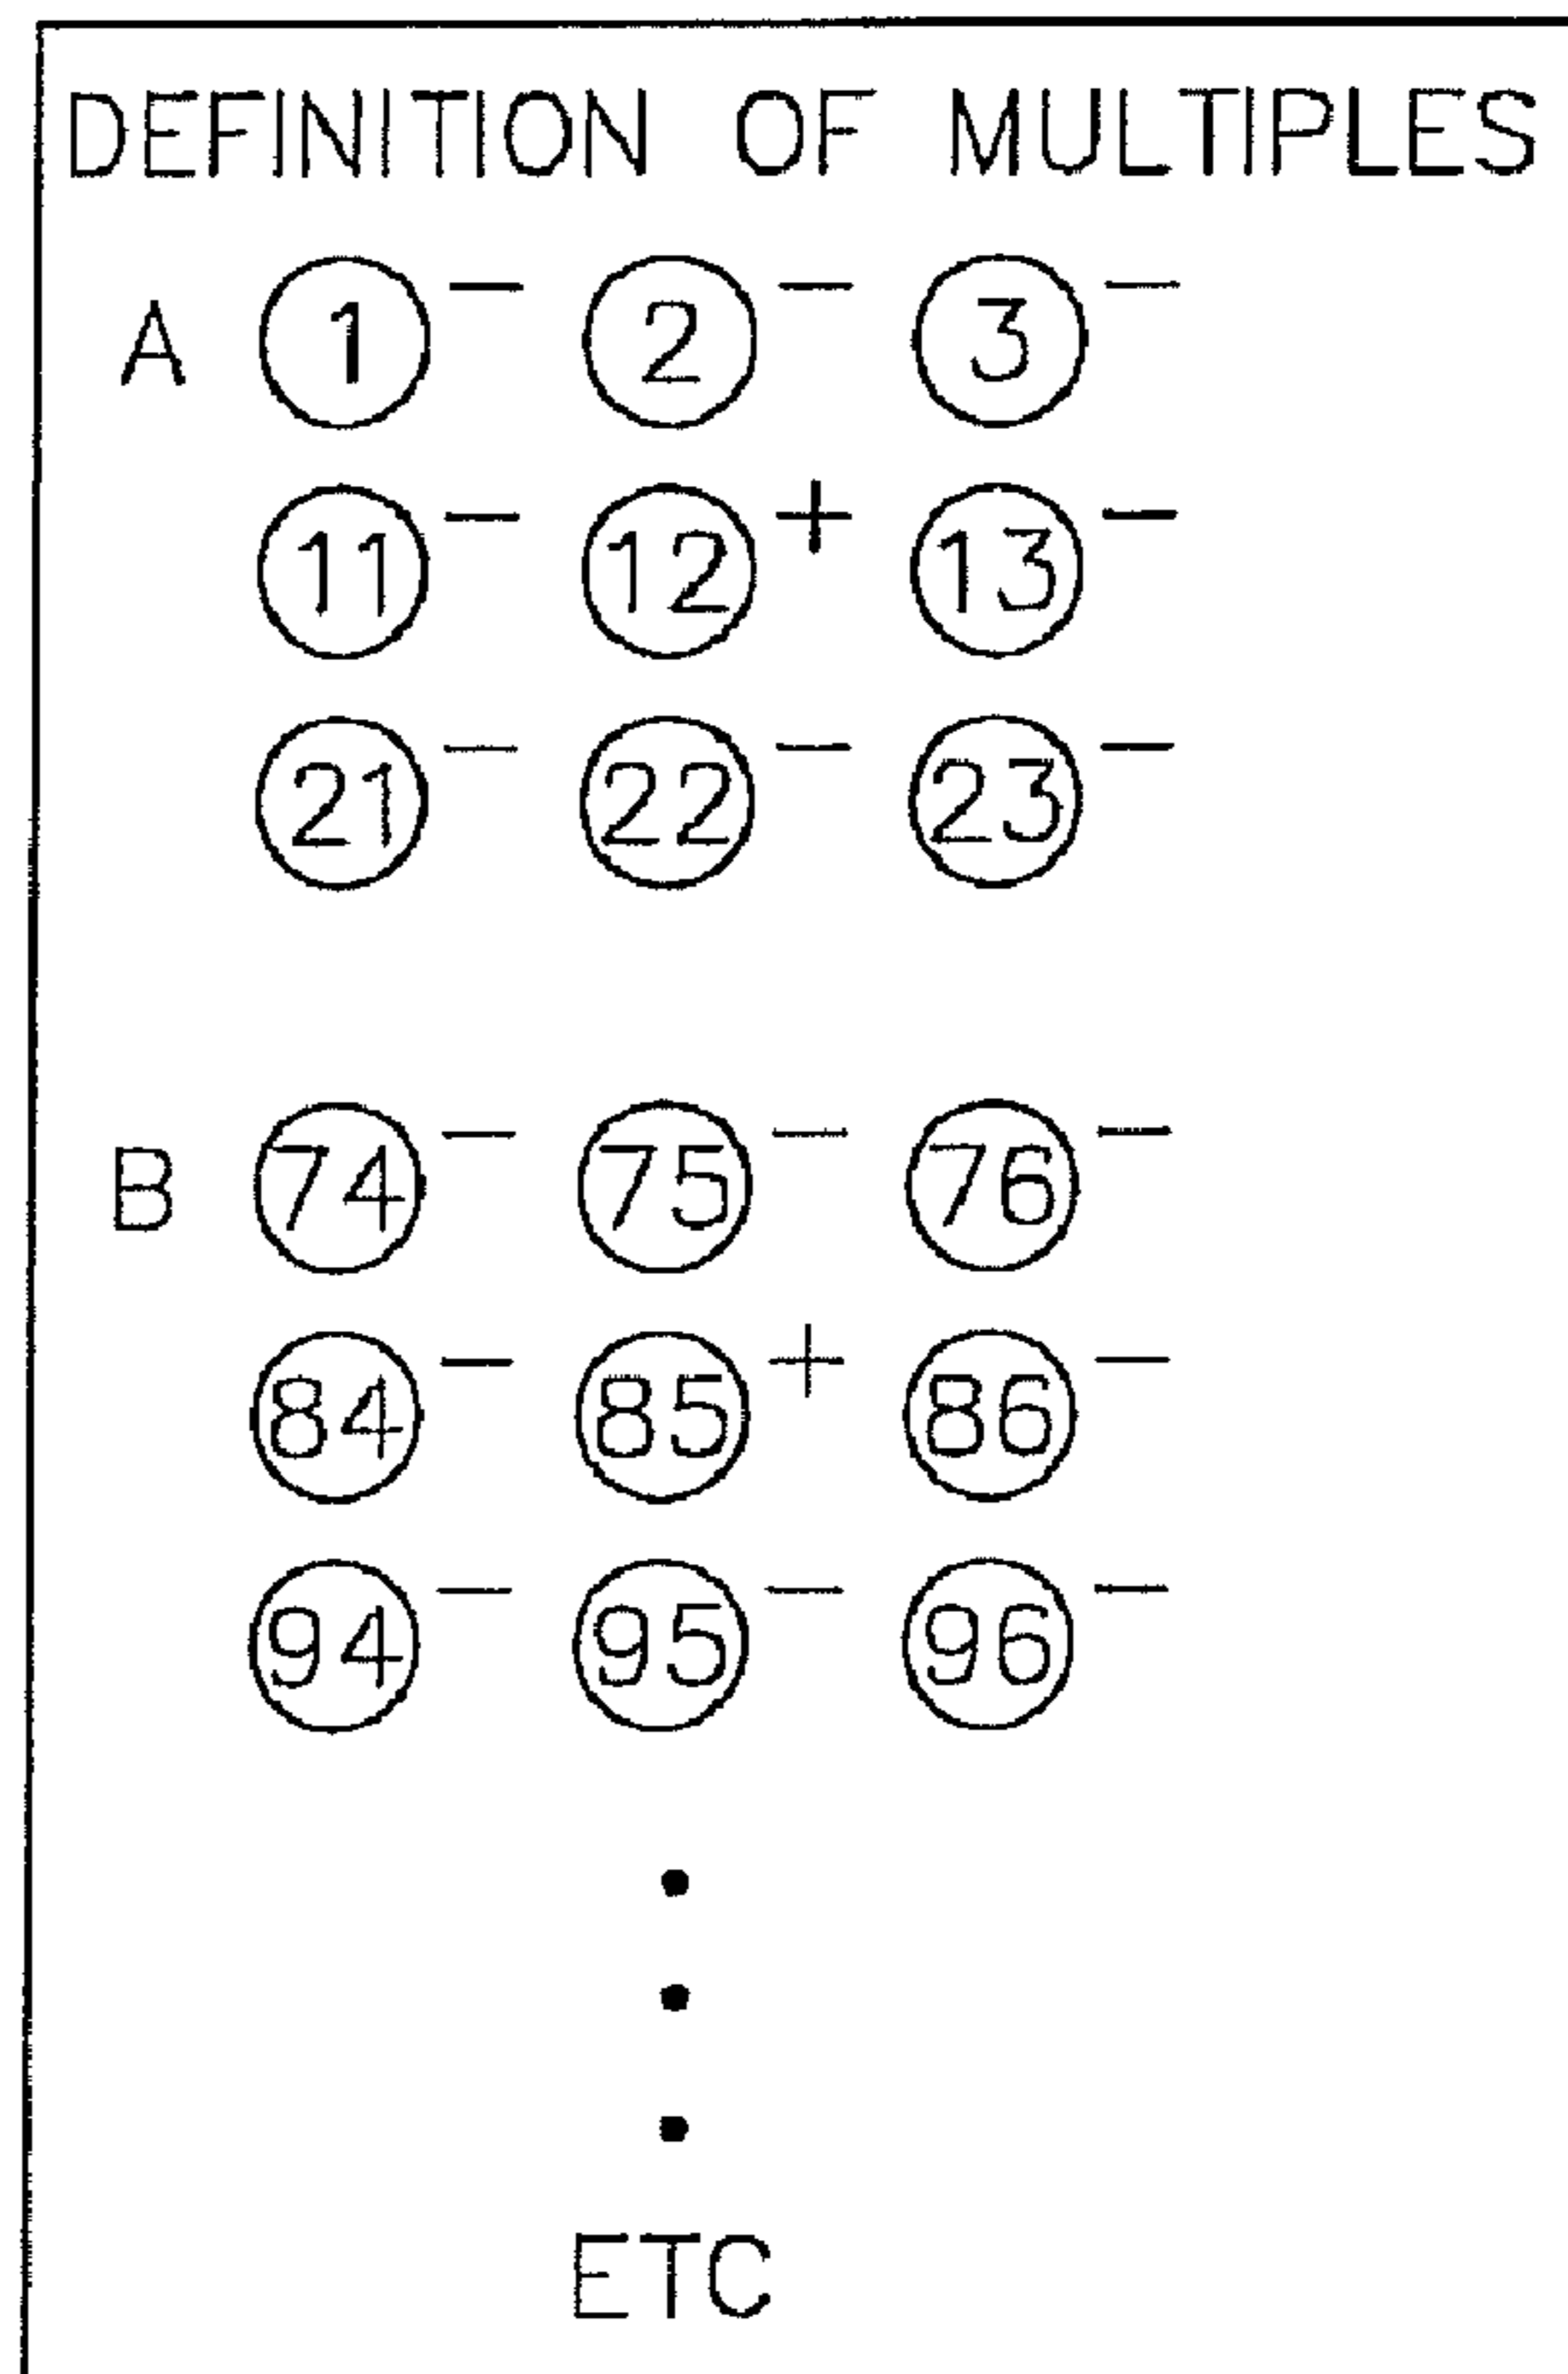 DEFINITION OF MULTIPLES
A 1 − 2 − 3 −
11 − 12 + 13 −
21 − 22 − 23 −
B 74 − 75 − 76 −
84 − 85 + 86 −
94 − 95 − 96 −
ETC